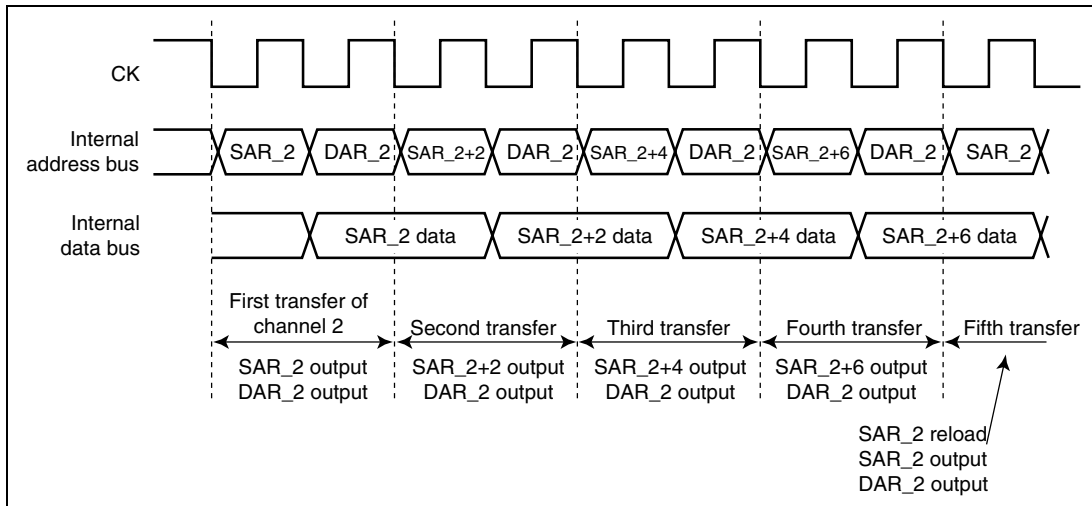 CK
Internal
address bus
SAR_2 DAR_2 SAR_2+2 DAR_2 SAR_2+4 DAR_2 SAR_2+6 DAR_2 SAR_2
Internal
data bus
SAR_2 data SAR_2+2 data SAR_2+4 data SAR_2+6 data
First transfer of
channel 2
Second transfer
Third transfer
Fourth transfer
Fifth transfer
SAR_2 output
DAR_2 output
SAR_2+2 output
DAR_2 output
SAR_2+4 output
DAR_2 output
SAR_2+6 output
DAR_2 output
SAR_2 reload
SAR_2 output
DAR_2 output